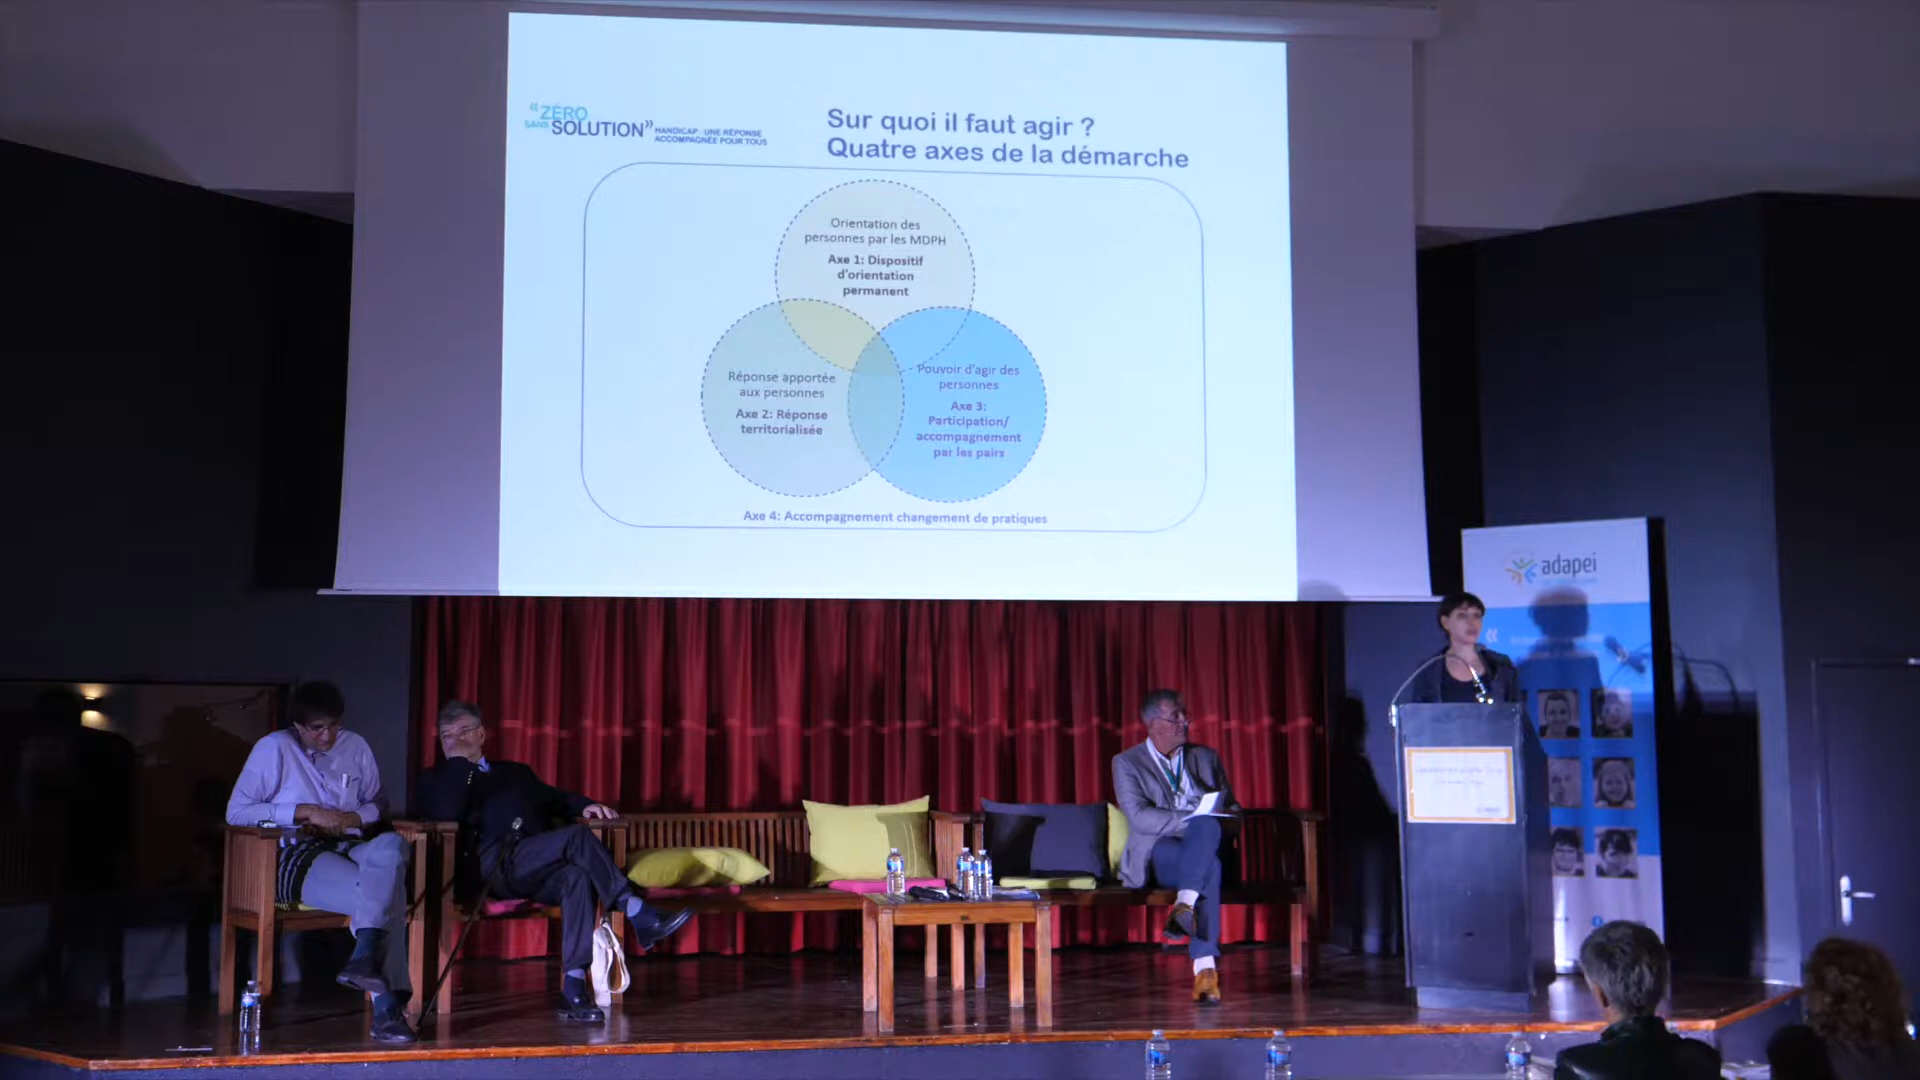 « ZÉRO
SANS SOLUTION »
HANDICAP : UNE RÉPONSE
ACCOMPAGNÉE POUR TOUS
Sur quoi il faut agir ?
Quatre axes de la démarche
Orientation des
personnes par les MDPH
Axe 1: Dispositif
d'orientation
permanent
Réponse apportée
aux personnes
Axe 2: Réponse
territorialisée
Pouvoir d'agir des
personnes
Axe 3:
Participation/
accompagnement
par les pairs
Axe 4: Accompagnement changement de pratiques
adapei
«